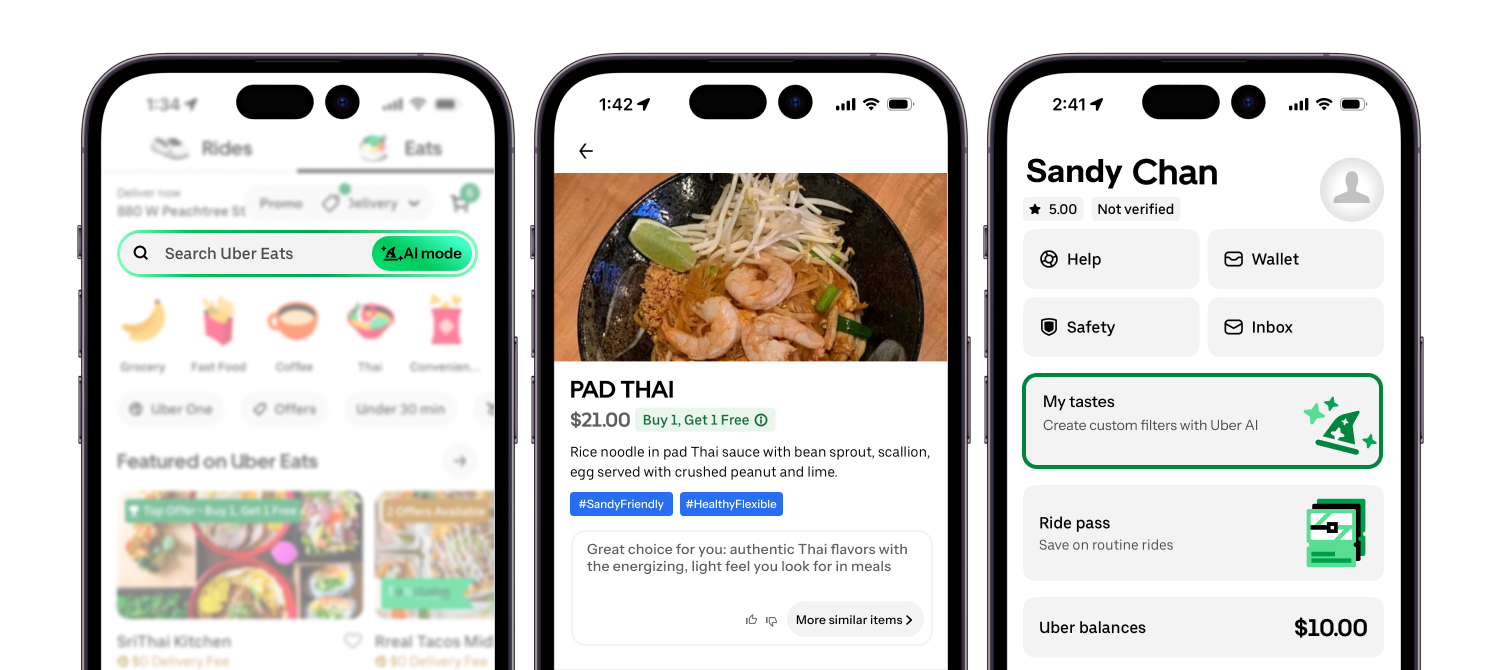 1:34
Rides
Eats
Deliver now
880 W Peachtree St
Promo
Delivery
Search Uber Eats
AI mode
Grocery
Fast Food
Coffee
Thai
Convenien...
Uber One
Offers
Under 30 min
Featured on Uber Eats
Top Offer • Buy 1, Get 1 Free
2 Offers Available
SriThai Kitchen
Rreal Tacos Mid
$0 Delivery Fee
$0 Delivery Fee
1:42
PAD THAI
$21.00
Buy 1, Get 1 Free
Rice noodle in pad Thai sauce with bean sprout, scallion,
egg served with crushed peanut and lime.
#SandyFriendly
#HealthyFlexible
Great choice for you: authentic Thai flavors with
the energizing, light feel you look for in meals
More similar items
2:41
Sandy Chan
5.00
Not verified
Help
Wallet
Safety
Inbox
My tastes
Create custom filters with Uber AI
Ride pass
Save on routine rides
Uber balances
$10.00